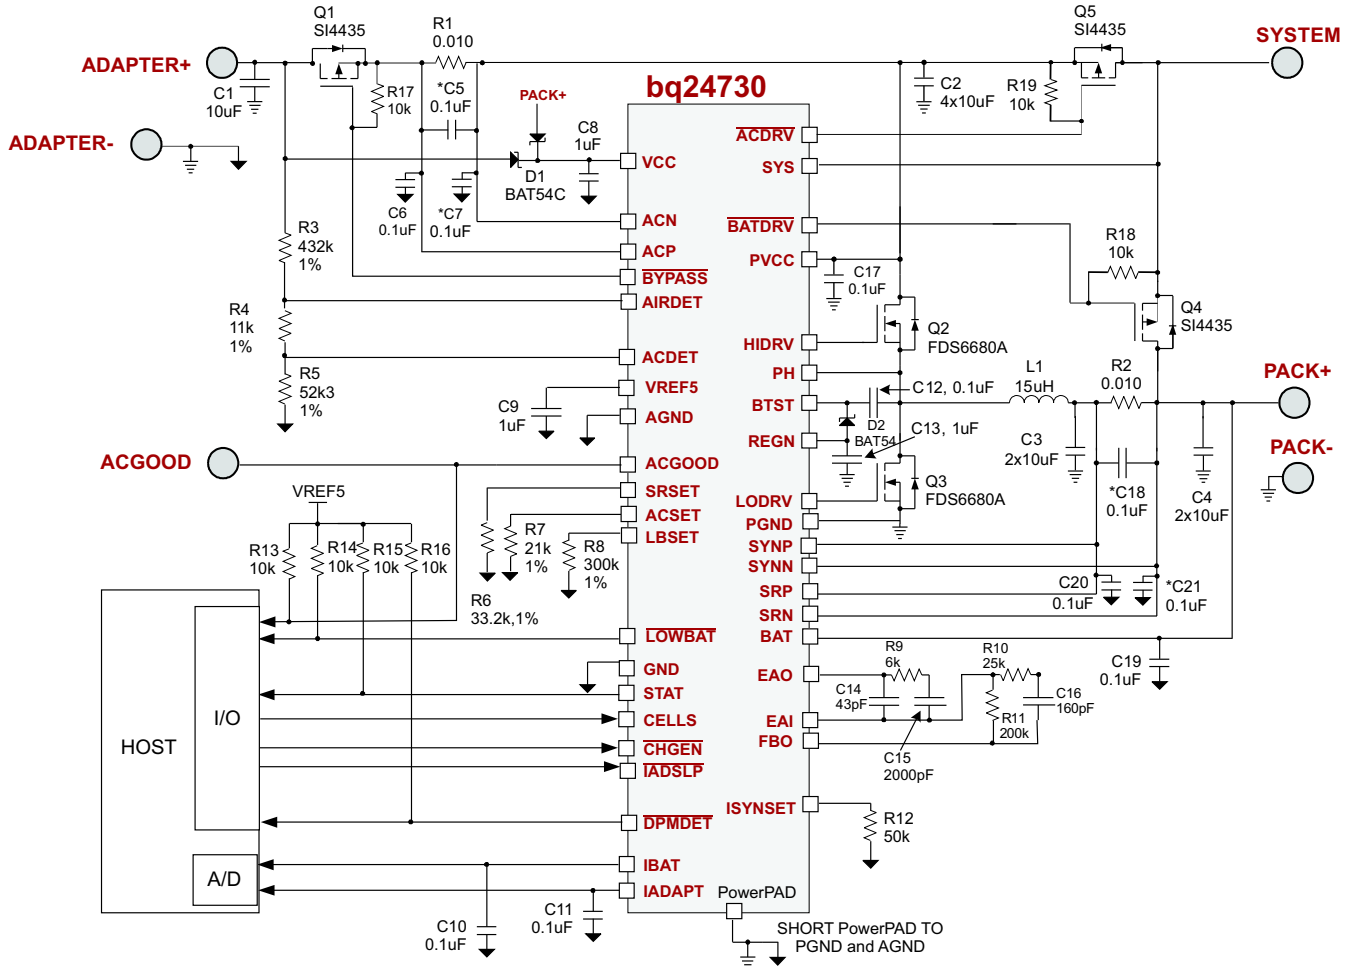 Q1
SI4435
R1
0.010
Q5
SI4435
SYSTEM
ADAPTER+
C1
10uF
R17
10k
*C5
0.1uF
PACK+
bq24730
C2
4x10uF
R19
10k
ADAPTER-
C8
1uF
D1
BAT54C
VCC
ACDRV
SYS
C6
0.1uF
*C7
0.1uF
ACN
ACP
BYPASS
AIRDET
BATDRV
PVCC
C17
0.1uF
R18
10k
Q4
SI4435
R3
432k
1%
R4
11k
1%
R5
52k3
1%
ACDET
VREF5
AGND
C9
1uF
HIDRV
PH
BTST
REGN
Q2
FDS6680A
C12, 0.1uF
L1
15uH
R2
0.010
PACK+
D2
BAT54
C13, 1uF
C3
2x10uF
*C18
0.1uF
C4
2x10uF
PACK-
ACGOOD
ACGOOD
SRSET
ACSET
LBSET
LODRV
PGND
SYNP
SYNN
SRP
SRN
BAT
Q3
FDS6680A
VREF5
R13
10k
R14
10k
R15
10k
R16
10k
R7
21k
1%
R8
300k
1%
R6
33.2k,1%
C20
0.1uF
*C21
0.1uF
C19
0.1uF
LOWBAT
GND
STAT
CELLS
CHGEN
IADSLP
DPMDET
IBAT
IADAPT
EAO
EAI
FBO
R9
6k
C14
43pF
C15
2000pF
R10
25k
R11
200k
C16
160pF
HOST
I/O
A/D
ISYNSET
R12
50k
C10
0.1uF
C11
0.1uF
PowerPAD
SHORT PowerPAD TO
PGND and AGND